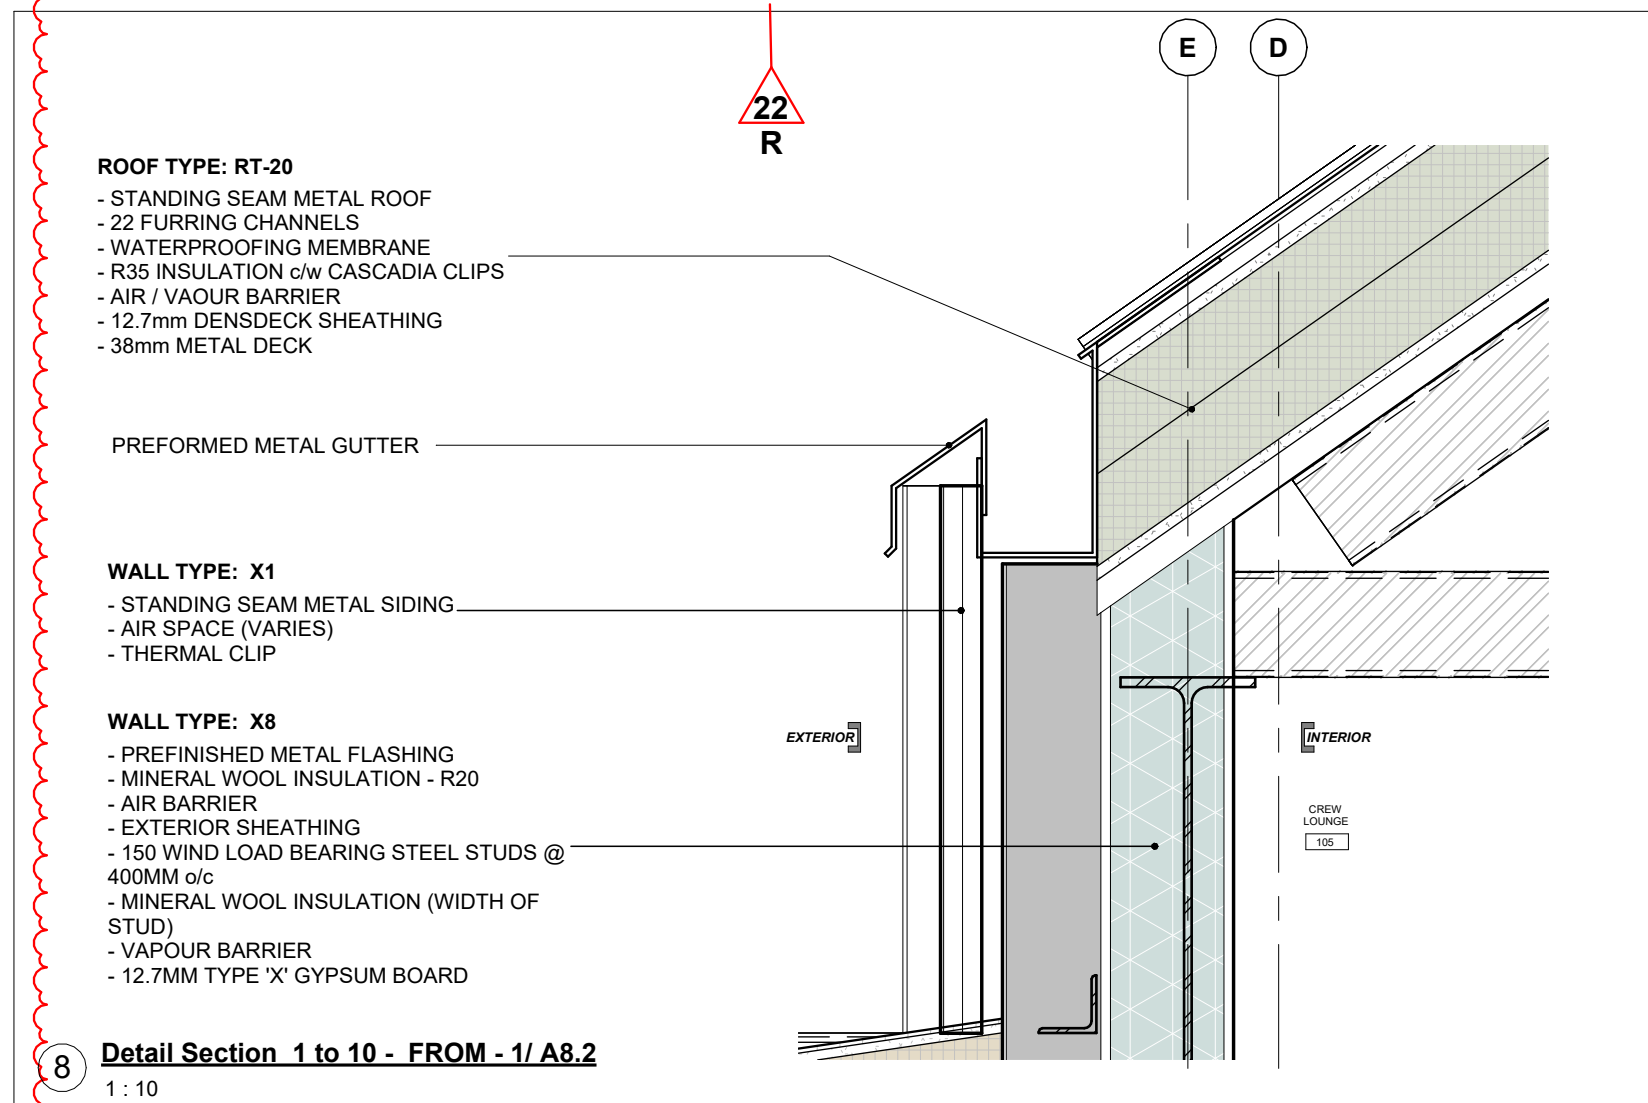 E
D
22
R
ROOF TYPE: RT-20
- STANDING SEAM METAL ROOF
- 22 FURRING CHANNELS
- WATERPROOFING MEMBRANE
- R35 INSULATION c/w CASCADIA CLIPS
- AIR / VAOUR BARRIER
- 12.7mm DENSDECK SHEATHING
- 38mm METAL DECK
PREFORMED METAL GUTTER
WALL TYPE: X1
- STANDING SEAM METAL SIDING
- AIR SPACE (VARIES)
- THERMAL CLIP
WALL TYPE: X8
- PREFINISHED METAL FLASHING
- MINERAL WOOL INSULATION - R20
- AIR BARRIER
- EXTERIOR SHEATHING
- 150 WIND LOAD BEARING STEEL STUDS @
400MM o/c
- MINERAL WOOL INSULATION (WIDTH OF
STUD)
- VAPOUR BARRIER
- 12.7MM TYPE 'X' GYPSUM BOARD
EXTERIOR
INTERIOR
CREW
LOUNGE
105
8
Detail Section 1 to 10 - FROM - 1/ A8.2
1 : 10